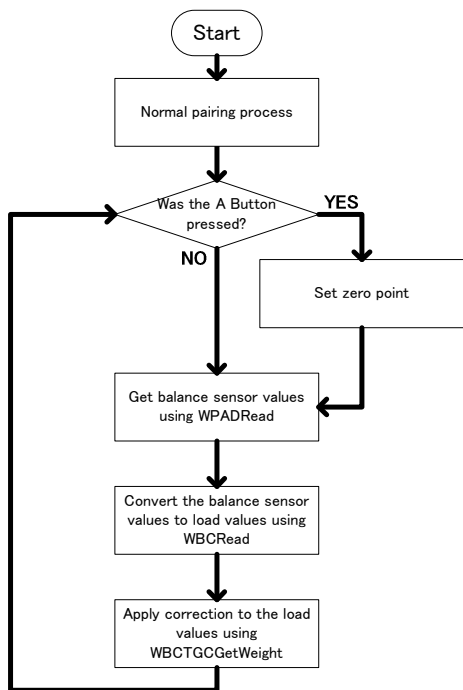 Start
Normal pairing process
Was the A Button
pressed?
YES
NO
Set zero point
Get balance sensor values
using WPADRead
Convert the balance sensor
values to load values using
WBCRead
Apply correction to the load
values using
WBCTGCGetWeight